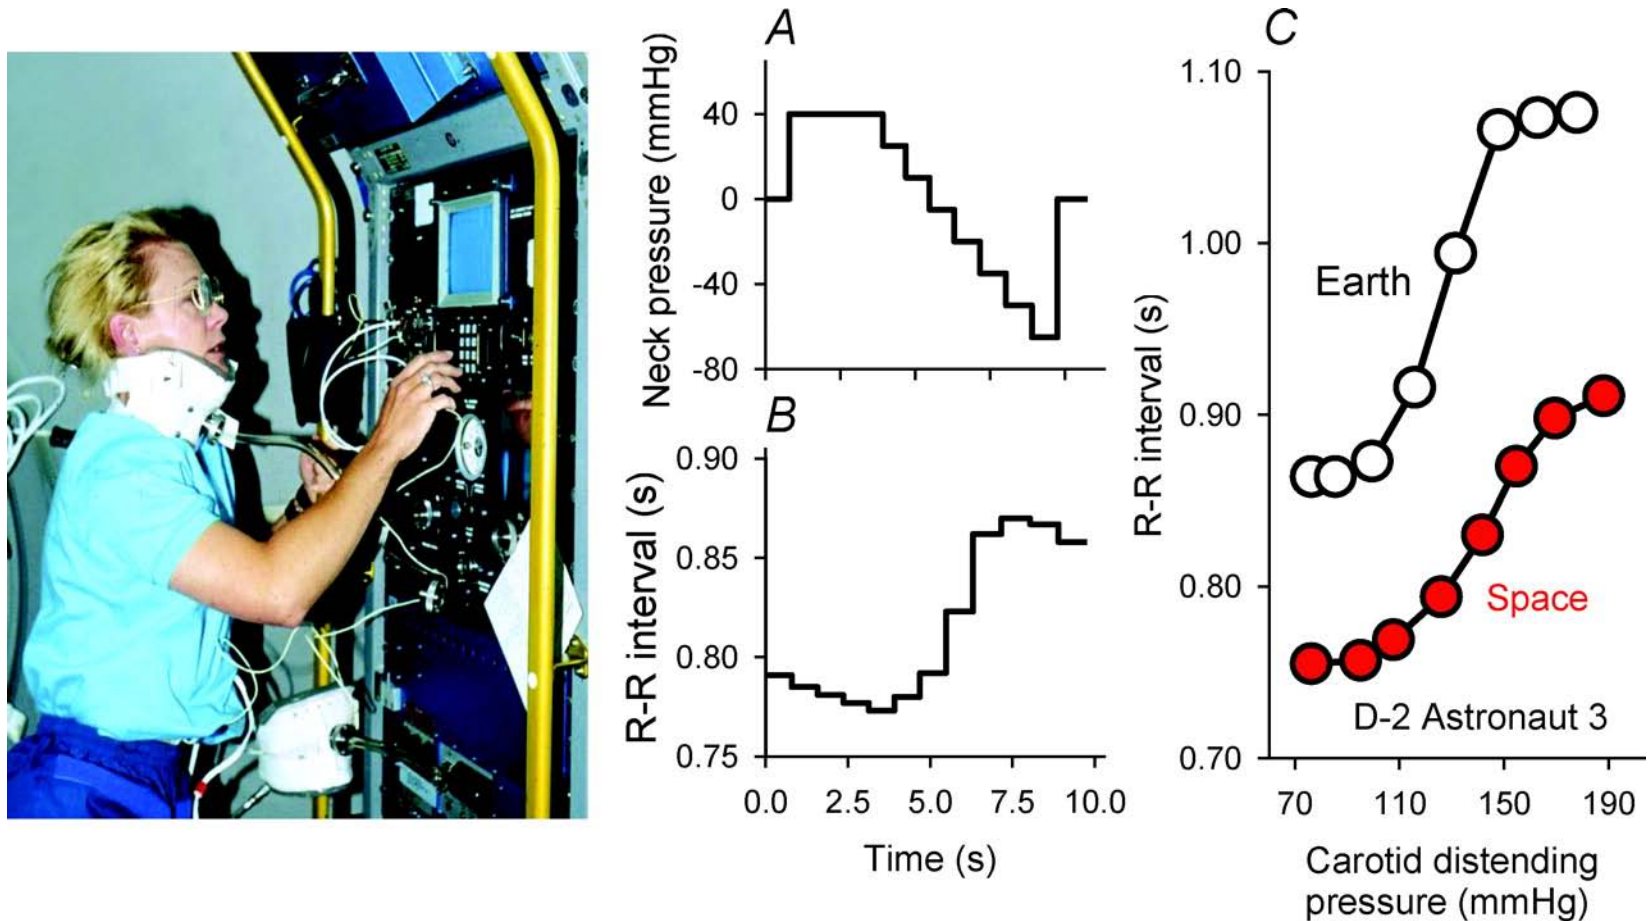 A
Neck pressure (mmHg)
40
0
-40
-80
B
R-R interval (s)
0.90
0.85
0.80
0.75
0.0 2.5 5.0 7.5 10.0
Time (s)
C
R-R interval (s)
1.10
1.00
0.90
0.80
0.70
Earth
Space
D-2 Astronaut 3
70 110 150 190
Carotid distending
pressure (mmHg)